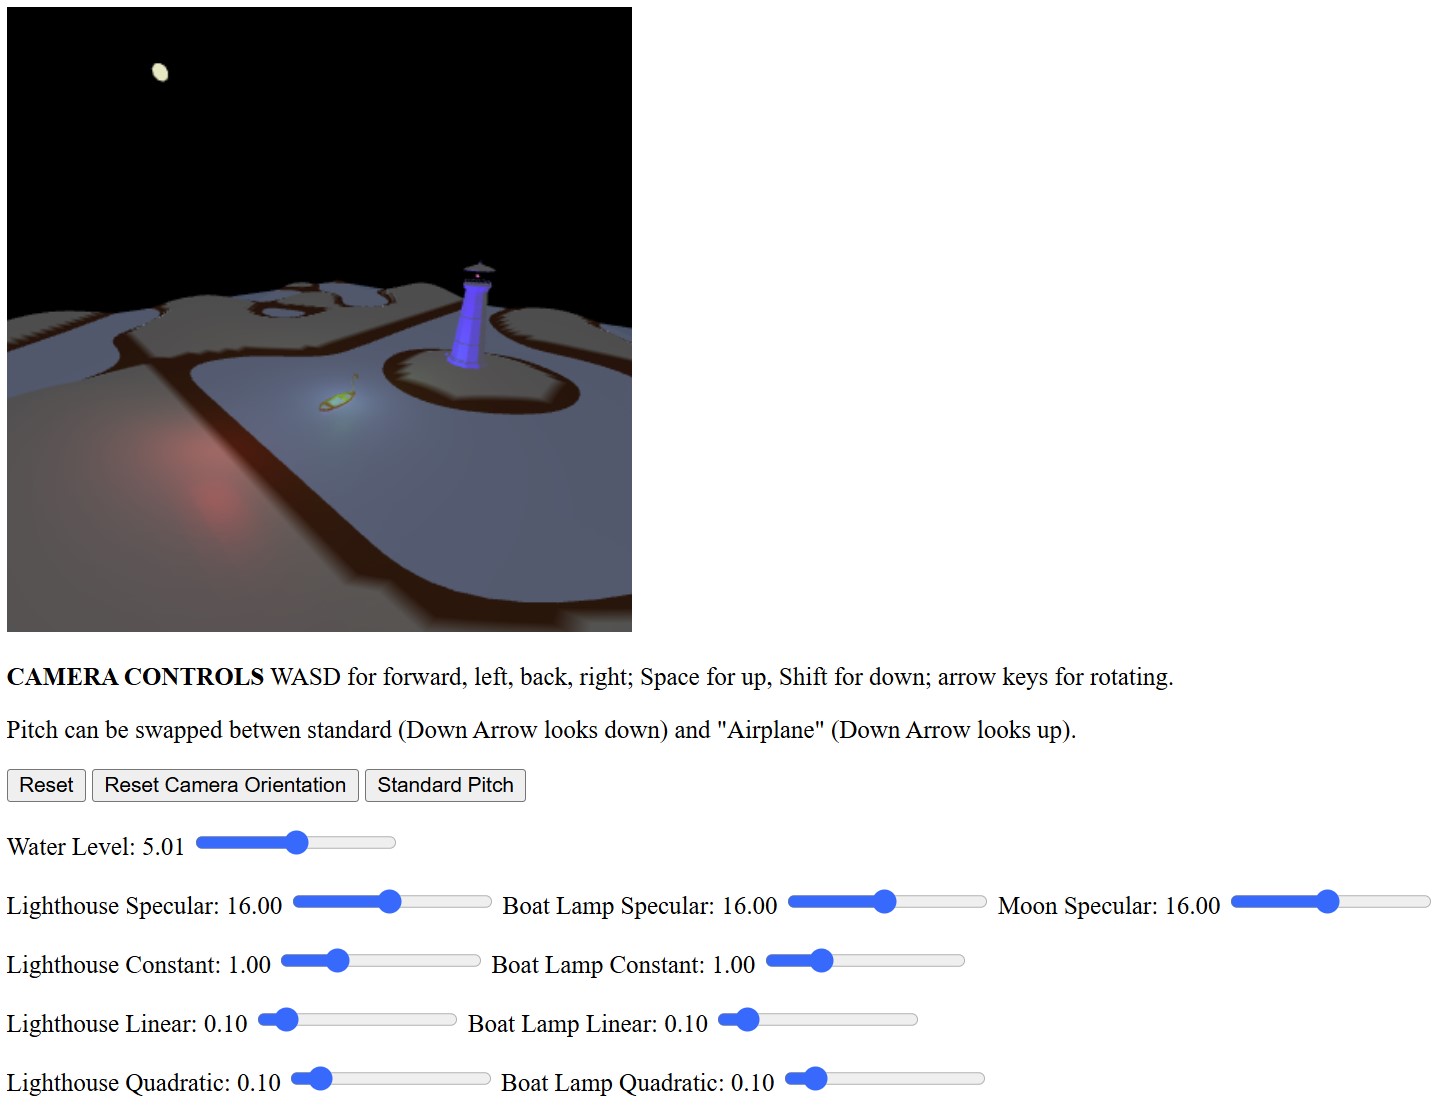 CAMERA CONTROLS WASD for forward, left, back, right; Space for up, Shift for down; arrow keys for rotating.
Pitch can be swapped betwen standard (Down Arrow looks down) and "Airplane" (Down Arrow looks up).
Reset Reset Camera Orientation Standard Pitch
Water Level: 5.01
Lighthouse Specular: 16.00 Boat Lamp Specular: 16.00 Moon Specular: 16.00
Lighthouse Constant: 1.00 Boat Lamp Constant: 1.00
Lighthouse Linear: 0.10 Boat Lamp Linear: 0.10
Lighthouse Quadratic: 0.10 Boat Lamp Quadratic: 0.10